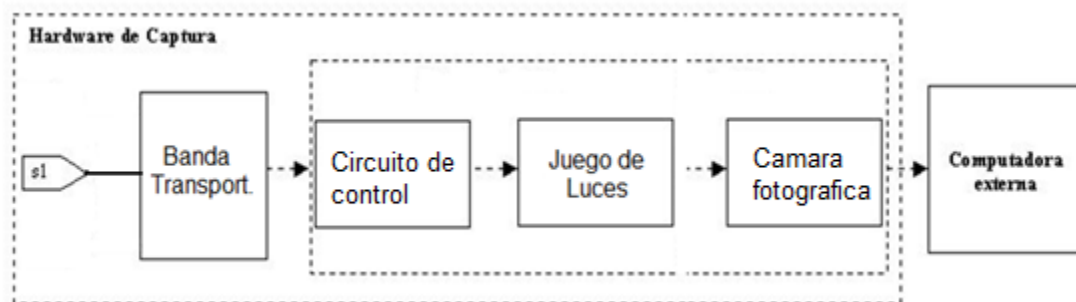 Hardware de Captura
s1
Banda
Transport.
Circuito de
control
Juego de
Luces
Camara
fotografica
Computadora
externa